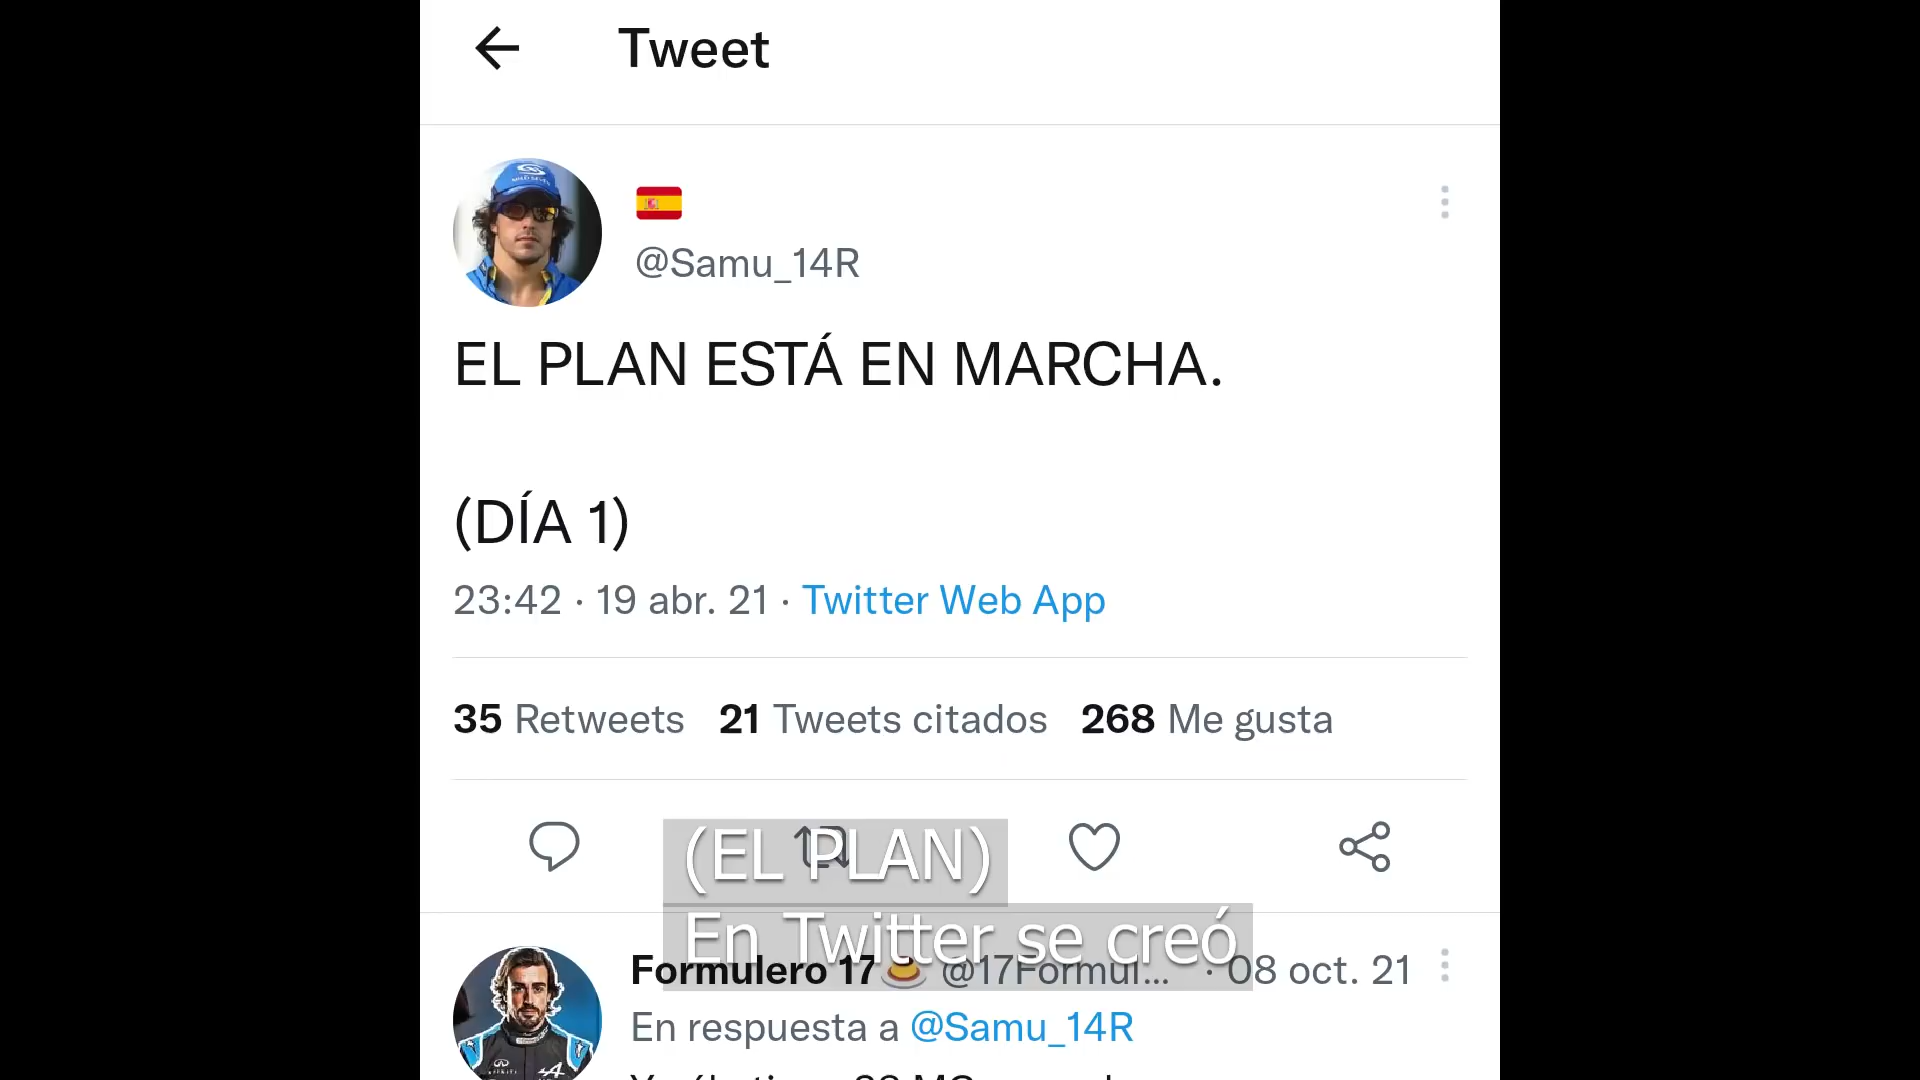 Tweet
@Samu_14R
EL PLAN ESTÁ EN MARCHA.
(DÍA 1)
23:42 · 19 abr. 21 · Twitter Web App
35 Retweets 21 Tweets citados 268 Me gusta
(EL PLAN)
En Twitter se creó
Formulero 17 @17Formul... · 08 oct. 21
En respuesta a @Samu_14R